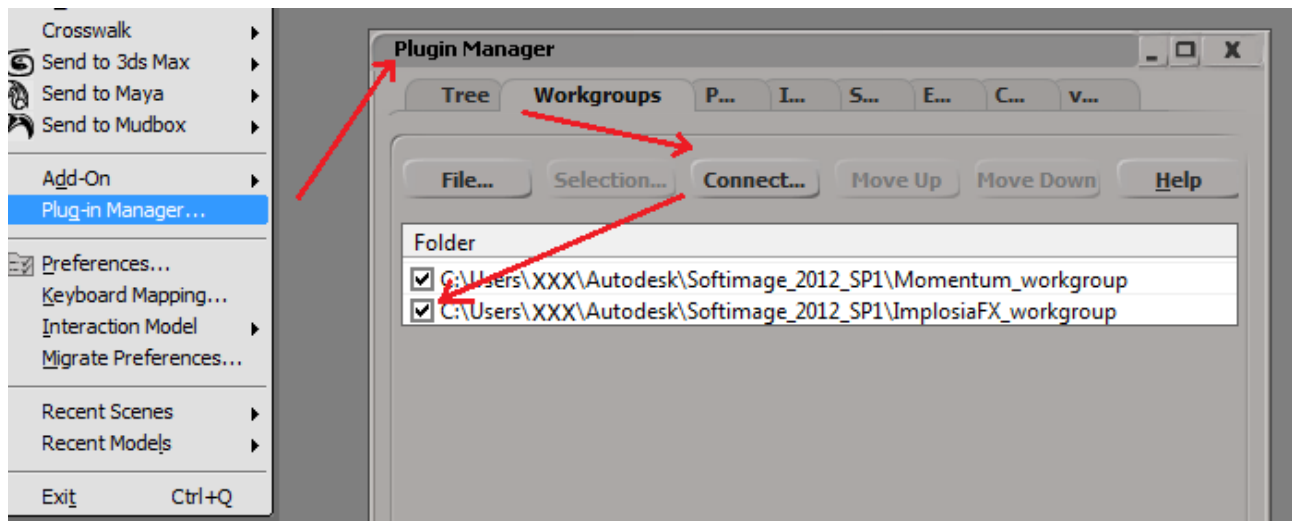 Crosswalk
Send to 3ds Max
Send to Maya
Send to Mudbox
Add-On
Plug-in Manager...
Preferences...
Keyboard Mapping...
Interaction Model
Migrate Preferences...
Recent Scenes
Recent Models
Exit Ctrl+Q
Plugin Manager
Tree Workgroups P... I... S... E... C... v...
File... Selection... Connect... Move Up Move Down Help
Folder
C:\Users\XXX\Autodesk\Softimage_2012_SP1\Momentum_workgroup
C:\Users\XXX\Autodesk\Softimage_2012_SP1\ImplosiaFX_workgroup